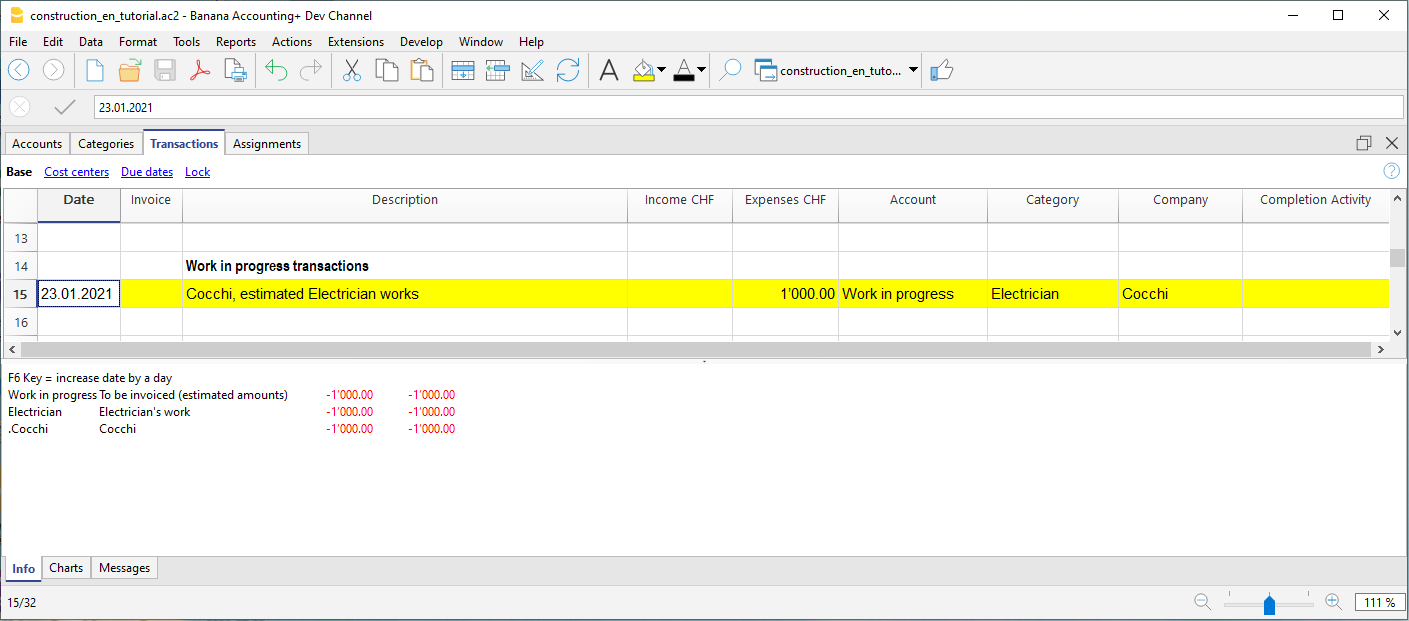 construction_en_tutorial.ac2 - Banana Accounting+ Dev Channel
File Edit Data Format Tools Reports Actions Extensions Develop Window Help
construction_en_tuto...
23.01.2021
Accounts Categories Transactions Assignments
Base Cost centers Due dates Lock
Date Invoice Description Income CHF Expenses CHF Account Category Company Completion Activity
13
14 Work in progress transactions
15 23.01.2021 Cocchi, estimated Electrician works 1'000.00 Work in progress Electrician Cocchi
16
F6 Key = increase date by a day
Work in progress To be invoiced (estimated amounts) -1'000.00 -1'000.00
Electrician Electrician's work -1'000.00 -1'000.00
.Cocchi Cocchi -1'000.00 -1'000.00
Info Charts Messages
15/32 111 %